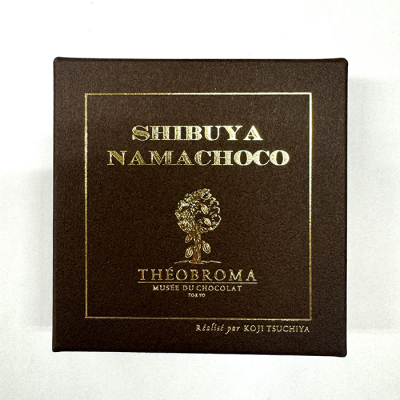 SHIBUYA
NAMACHOCO
THÉOBROMA
MUSÉE DU CHOCOLAT
TOKYO
Réalisé par KOJI TSUCHIYA